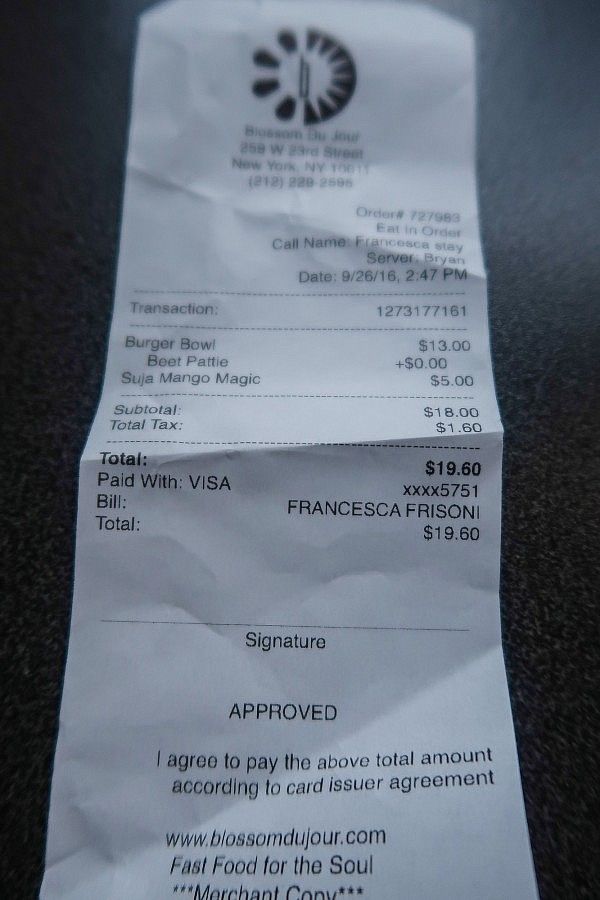 Blossom Du Jour
259 W 23rd Street
New York, NY 10011
(212) 229-2595
Order# 727983
Eat In Order
Call Name: Francesca stay
Server: Bryan
Date: 9/26/16, 2:47 PM
Transaction: 1273177161
Burger Bowl $13.00
Beet Pattie +$0.00
Suja Mango Magic $5.00
Subtotal: $18.00
Total Tax: $1.60
Total: $19.60
Paid With: VISA xxxx5751
Bill: FRANCESCA FRISONI
Total: $19.60
Signature
APPROVED
I agree to pay the above total amount
according to card issuer agreement
www.blossomdujour.com
Fast Food for the Soul
***Merchant Copy***